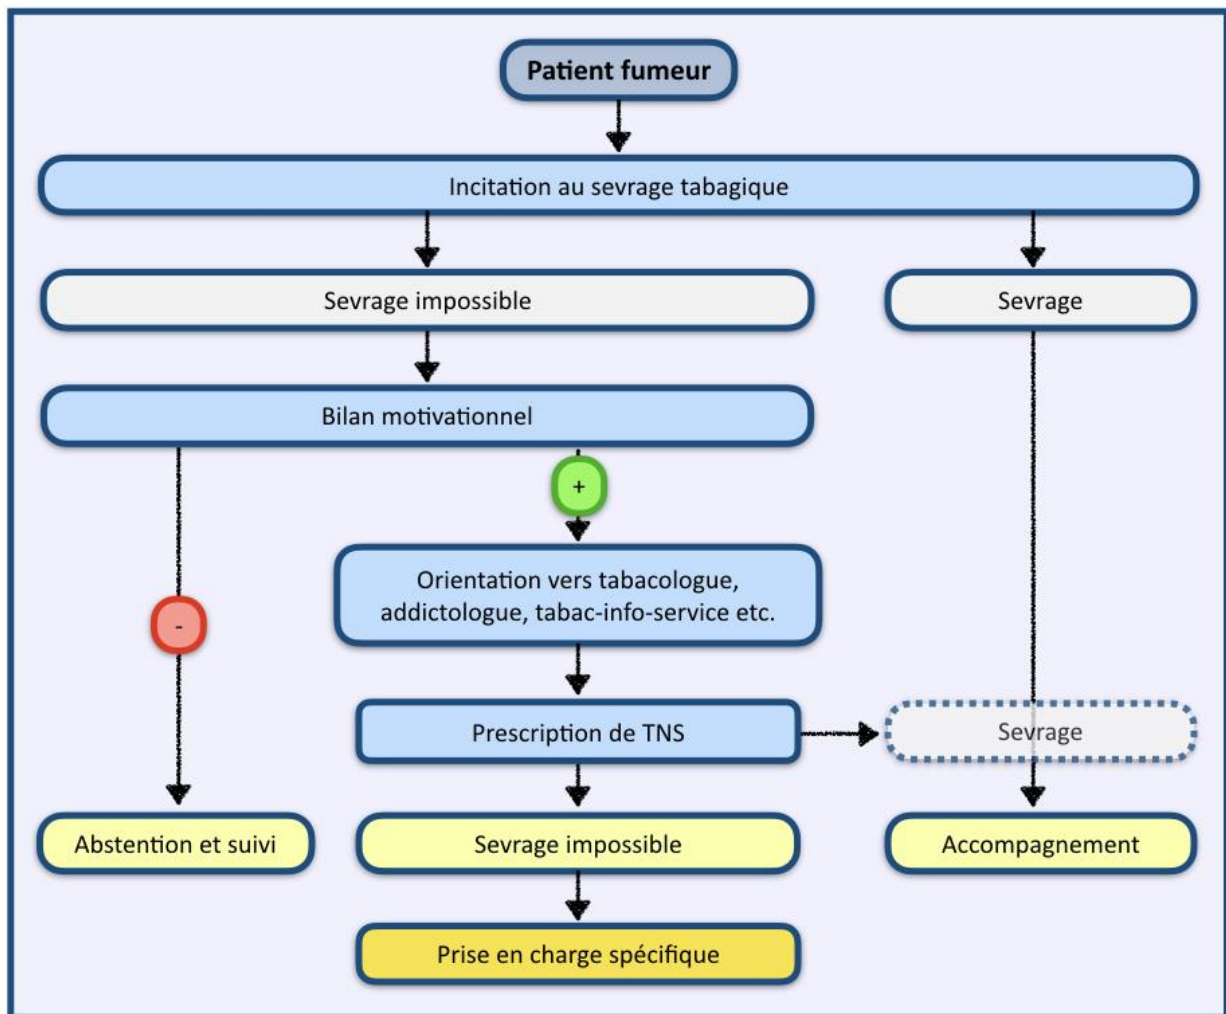 Patient fumeur
Incitation au sevrage tabagique
Sevrage impossible
Sevrage
Bilan motivationnel
+
Orientation vers tabacologue,
addictologue, tabac-info-service etc.
-
Prescription de TNS
Sevrage
Abstention et suivi
Sevrage impossible
Accompagnement
Prise en charge spécifique